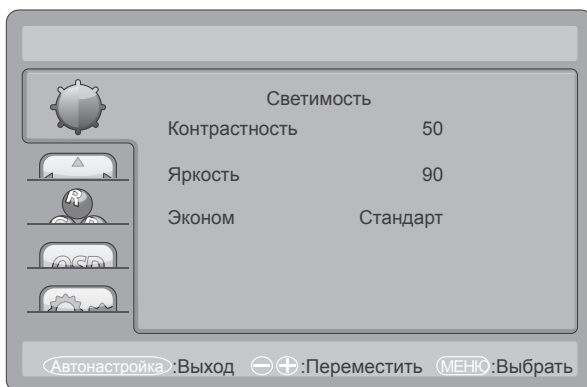 Светимость
Контрастность 50
Яркость 90
Эконом Стандарт
R
OSD
Автонастройка:Выход :Переместить МЕНЮ:Выбрать